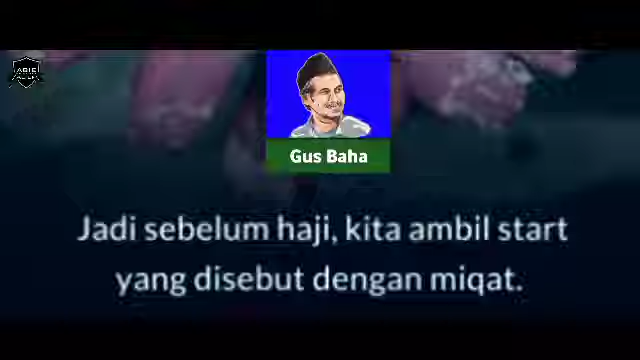 Gus Baha
Jadi sebelum haji, kita ambil start
yang disebut dengan miqat.